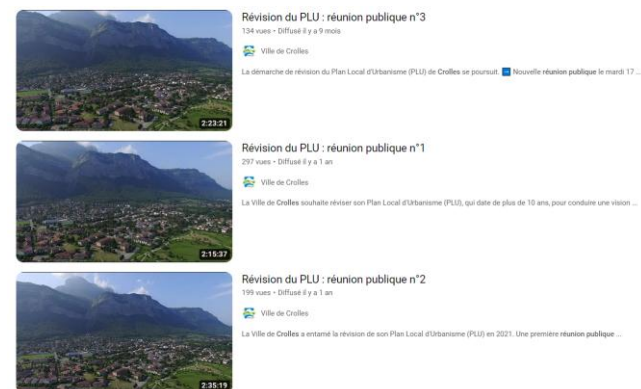 Révision du PLU : réunion publique n°3
134 vues • Diffusé il y a 9 mois
Ville de Crolles
La démarche de révision du Plan Local d'Urbanisme (PLU) de Crolles se poursuit. ➡ Nouvelle réunion publique le mardi 17 ...
2:23:21
Révision du PLU : réunion publique n°1
297 vues • Diffusé il y a 1 an
Ville de Crolles
La Ville de Crolles souhaite réviser son Plan Local d'Urbanisme (PLU), qui date de plus de 10 ans, pour conduire une vision ...
2:15:37
Révision du PLU : réunion publique n°2
199 vues • Diffusé il y a 1 an
Ville de Crolles
La Ville de Crolles a entamé la révision de son Plan Local d'Urbanisme (PLU) en 2021. Une première réunion publique ...
2:35:19